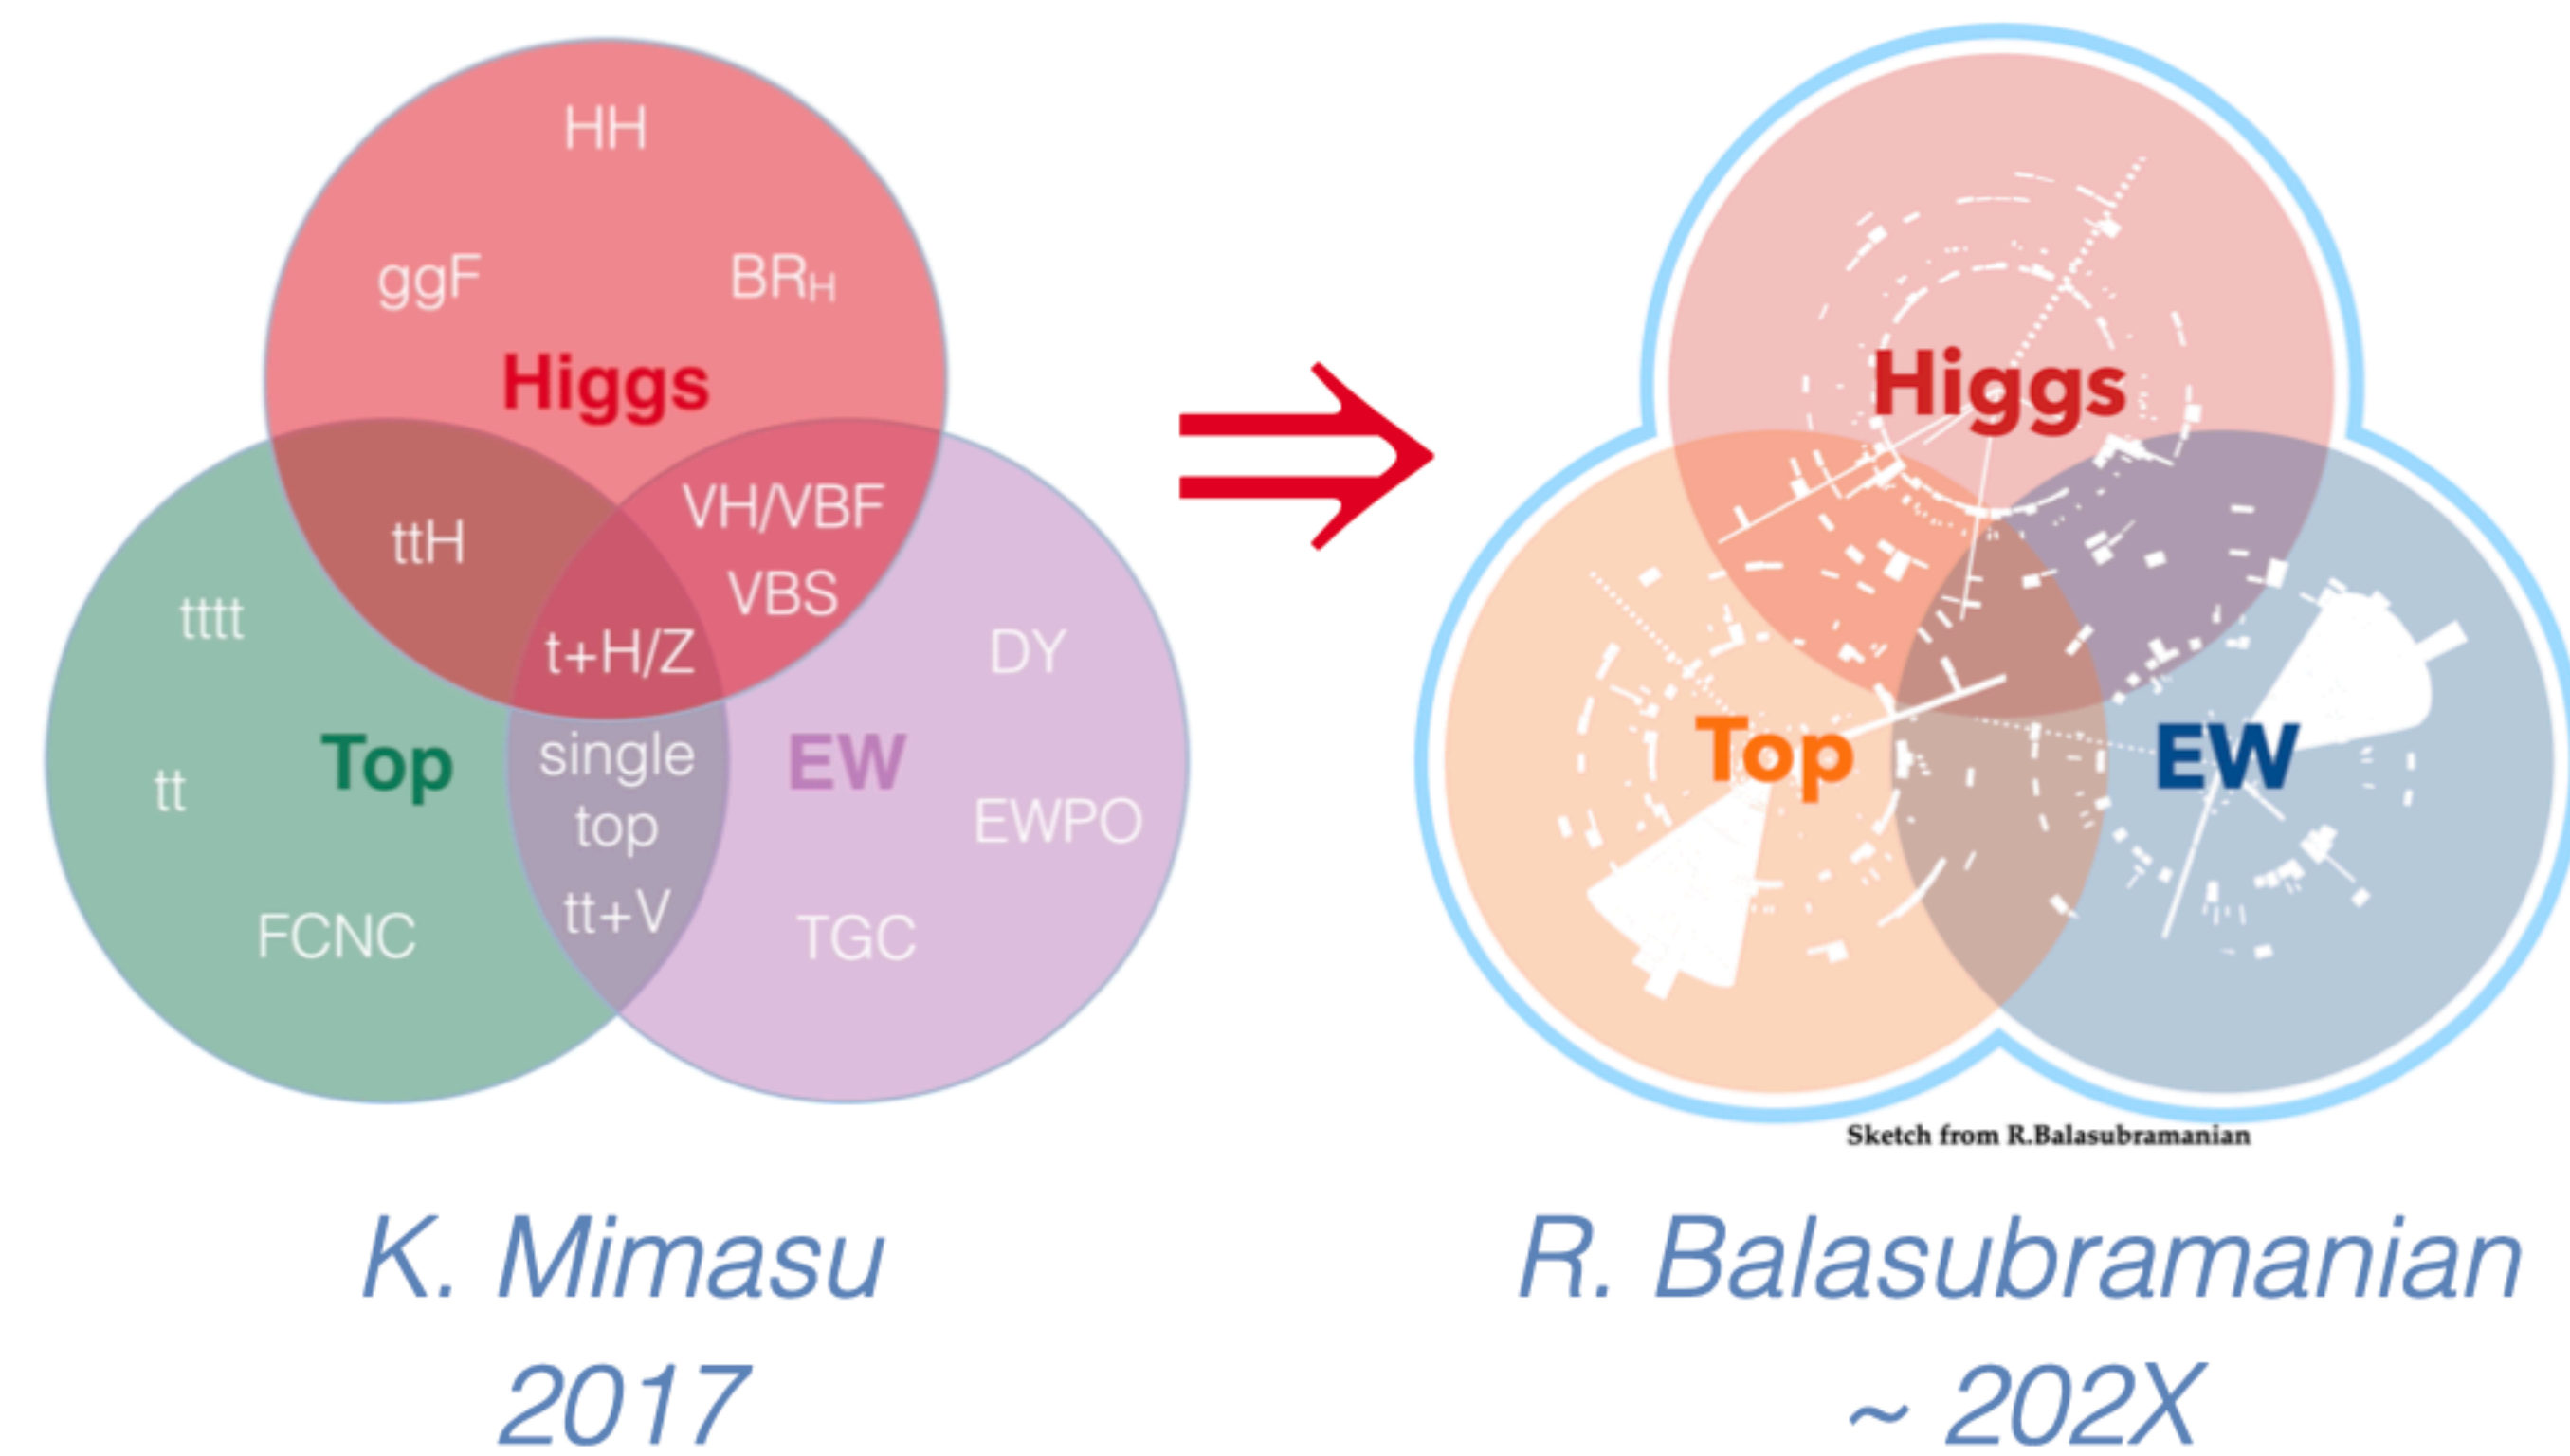 HH
ggF
BRH
Higgs
ttH
VH/VBF
VBS
tttt
t+H/Z
DY
Top
tt
single
top
tt+V
EW
EWPO
FCNC
TGC
Higgs
Top
EW
Sketch from R.Balasubramanian
K. Mimasu
2017
R. Balasubramanian
~ 202X